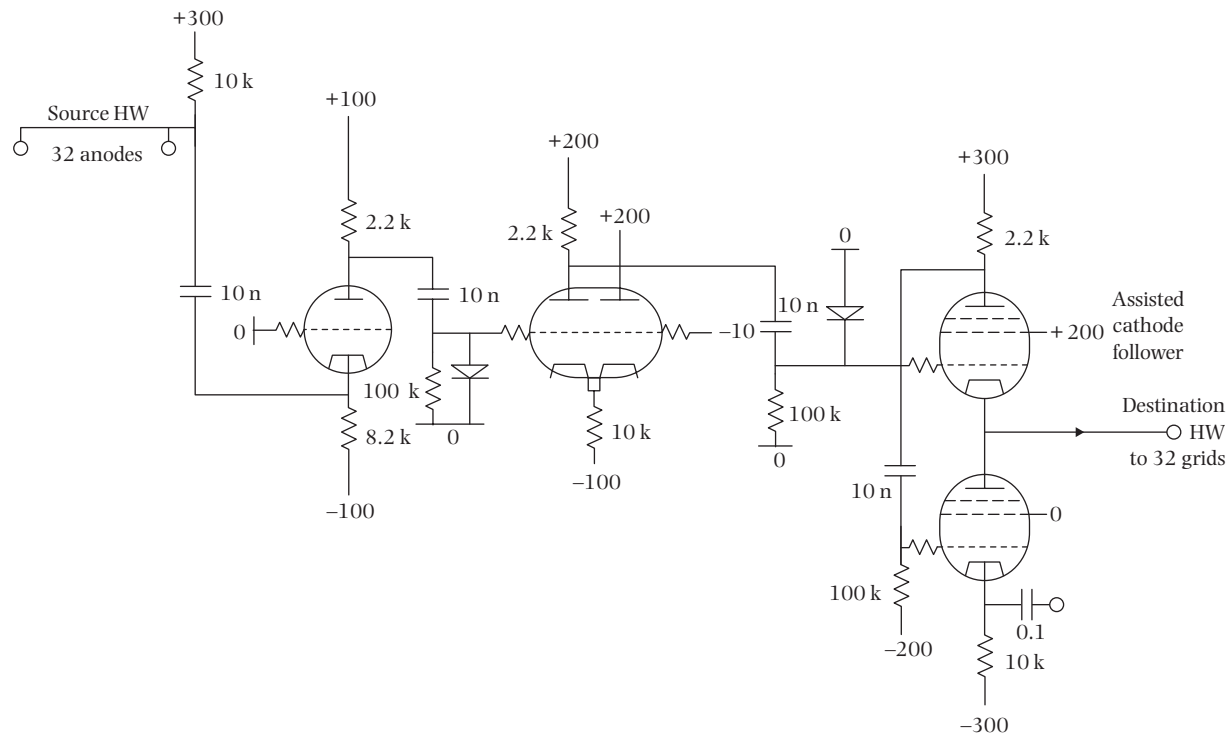 +300
10 k
Source HW
32 anodes
+100
2.2 k
10 n
0
10 n
100 k
0
8.2 k
–100
+200
+200
2.2 k
–10
10 k
–100
0
10 n
100 k
0
+300
2.2 k
+ 200
Assisted
cathode
follower
Destination
HW
to 32 grids
10 n
0
100 k
–200
0.1
10 k
–300